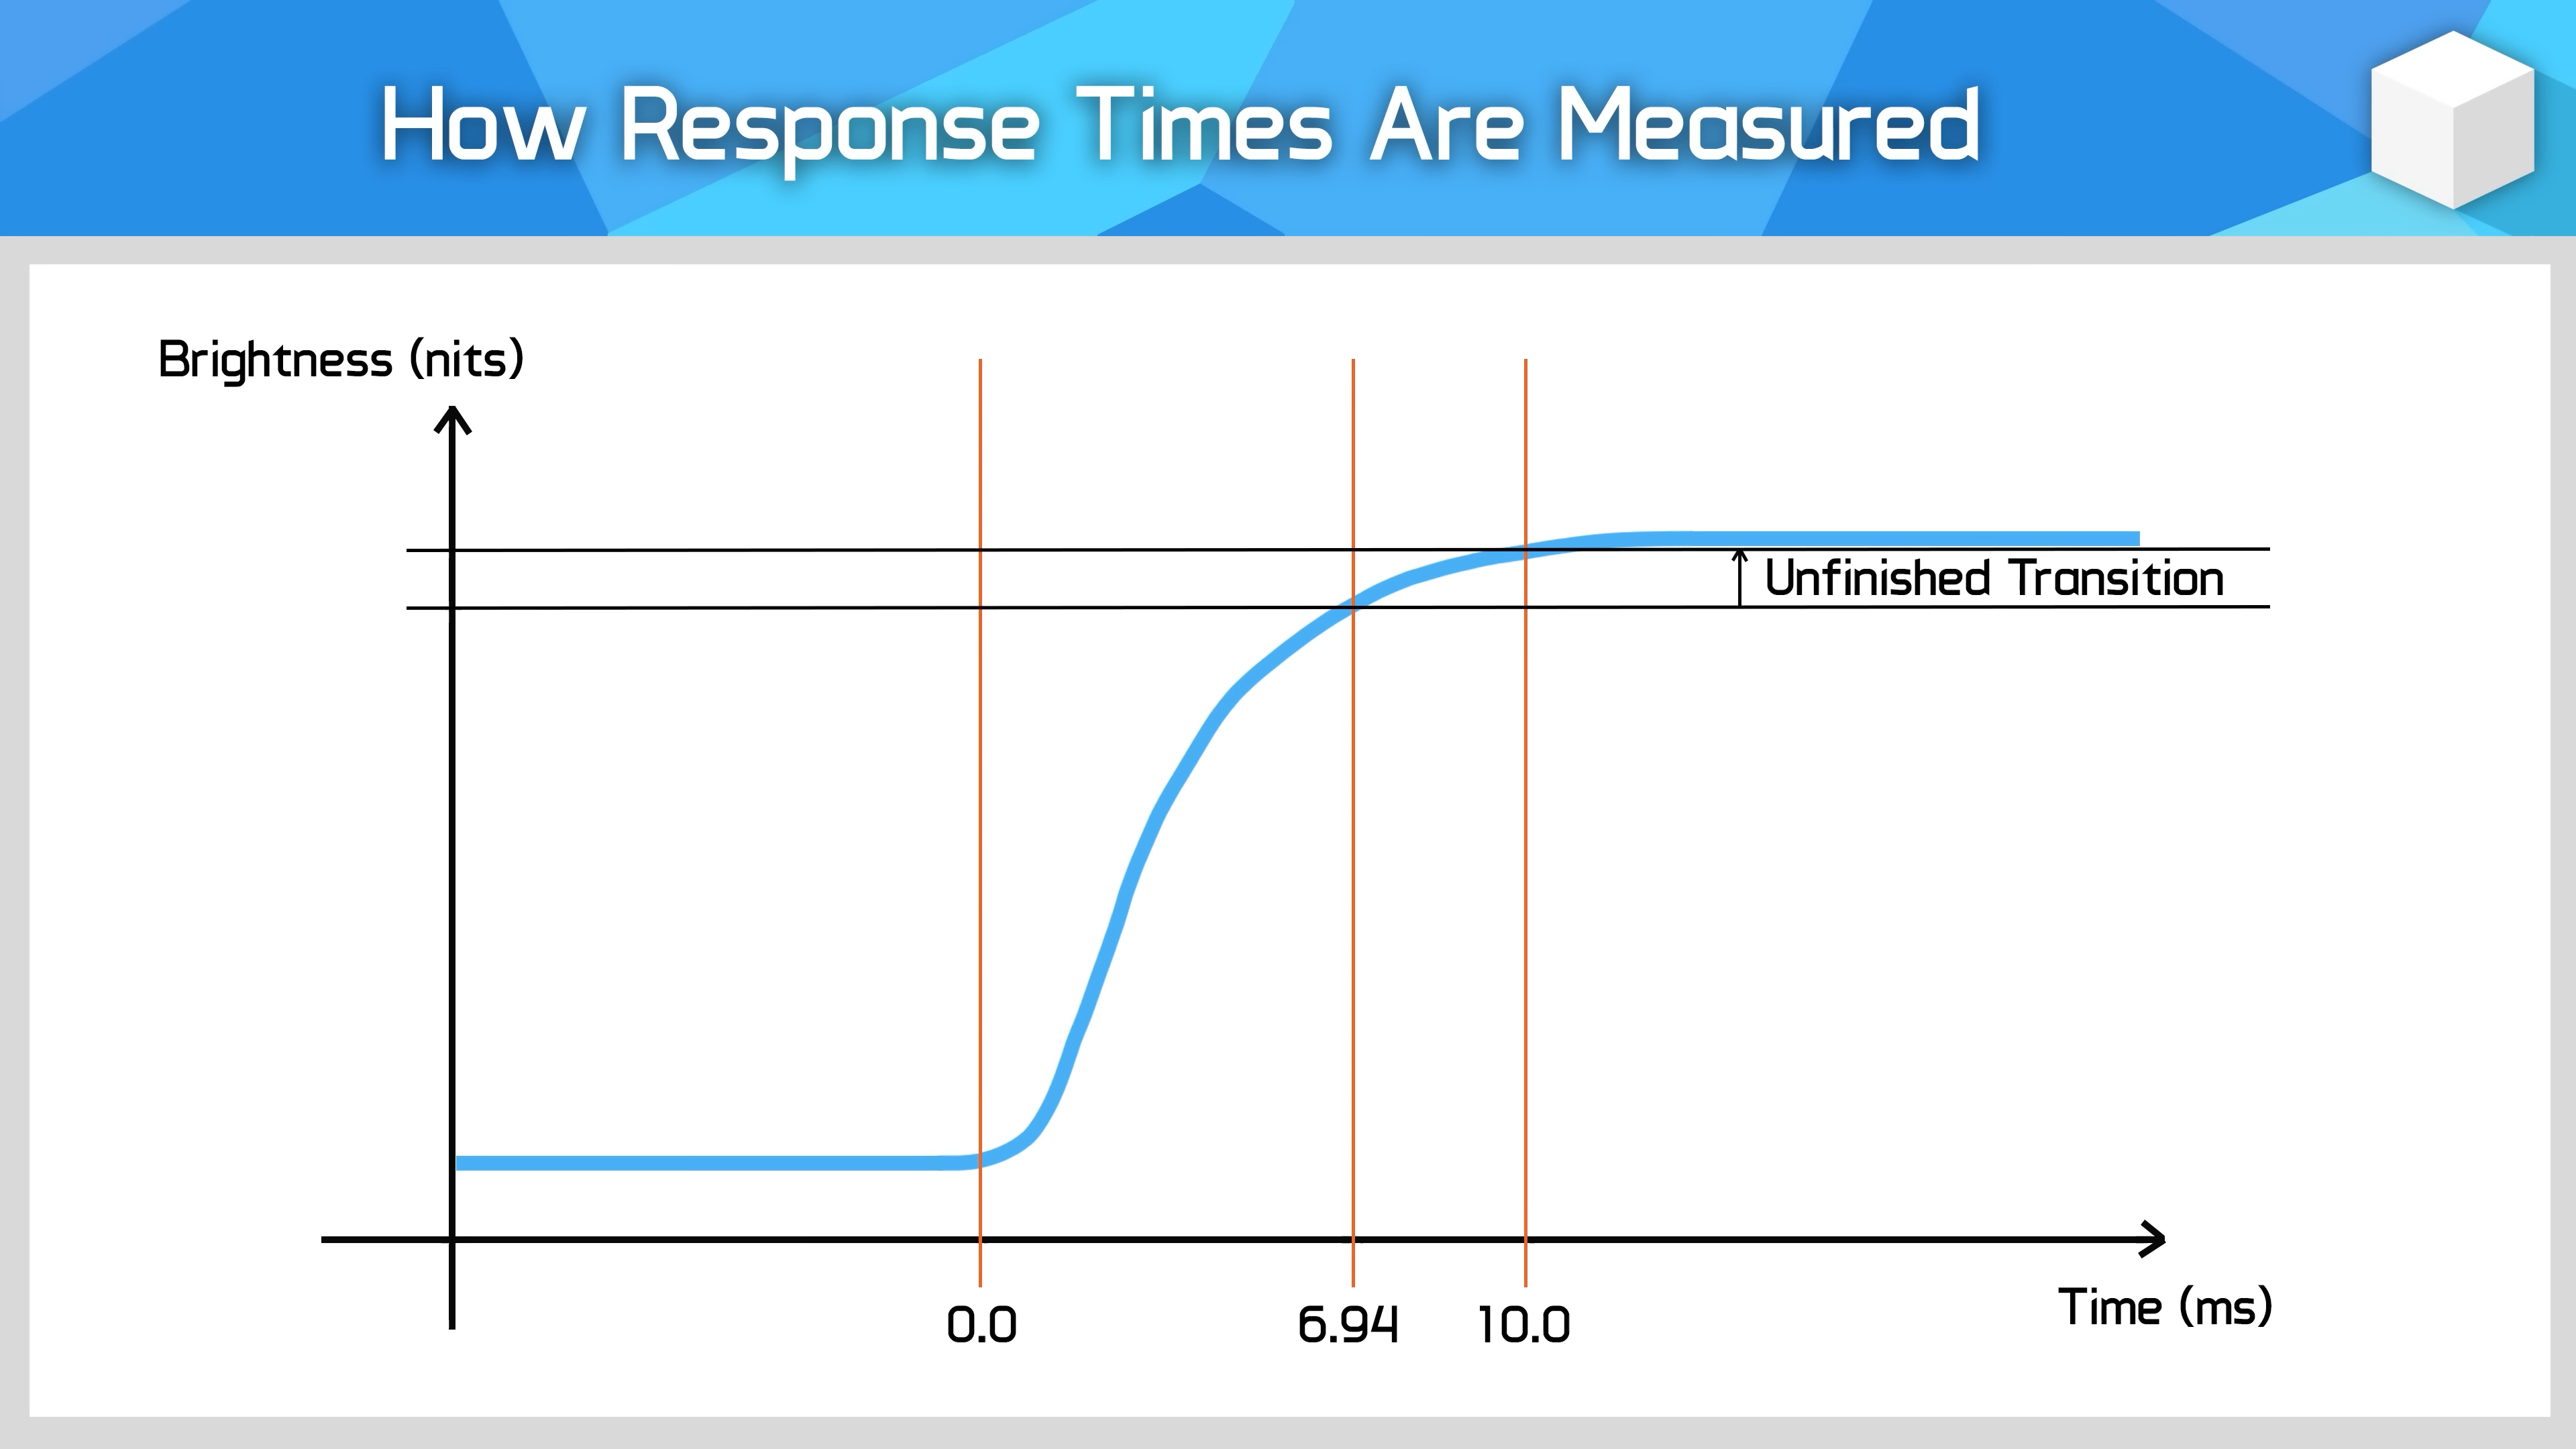 How Response Times Are Measured
Brightness (nits)
Unfinished Transition
0.0
6.94
10.0
Time (ms)